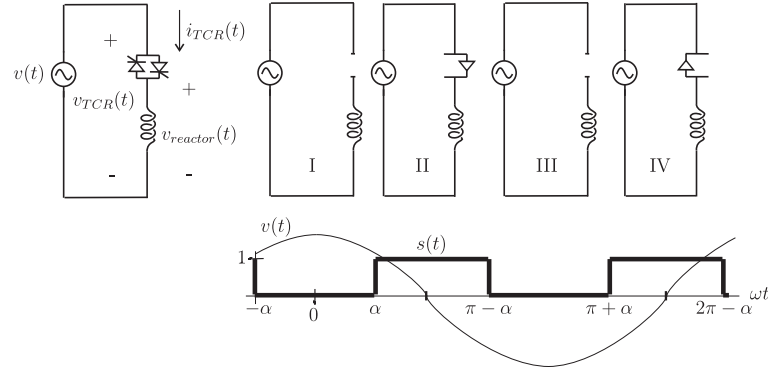 + i_{TCR}(t)
v(t) +
v_{TCR}(t)
v_{reactor}(t)
- -
I II III IV
v(t)
s(t)
1
ωt
-α 0 α π - α π + α 2π - α